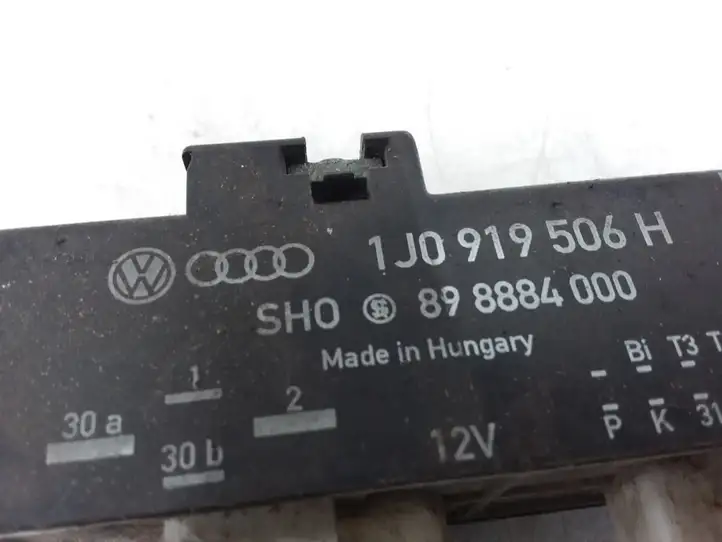 1J0 919 506 H
SHO 89 8884 000
Made in Hungary
Bi T3 T
P K 31
1
2
30 a
30 b
12V